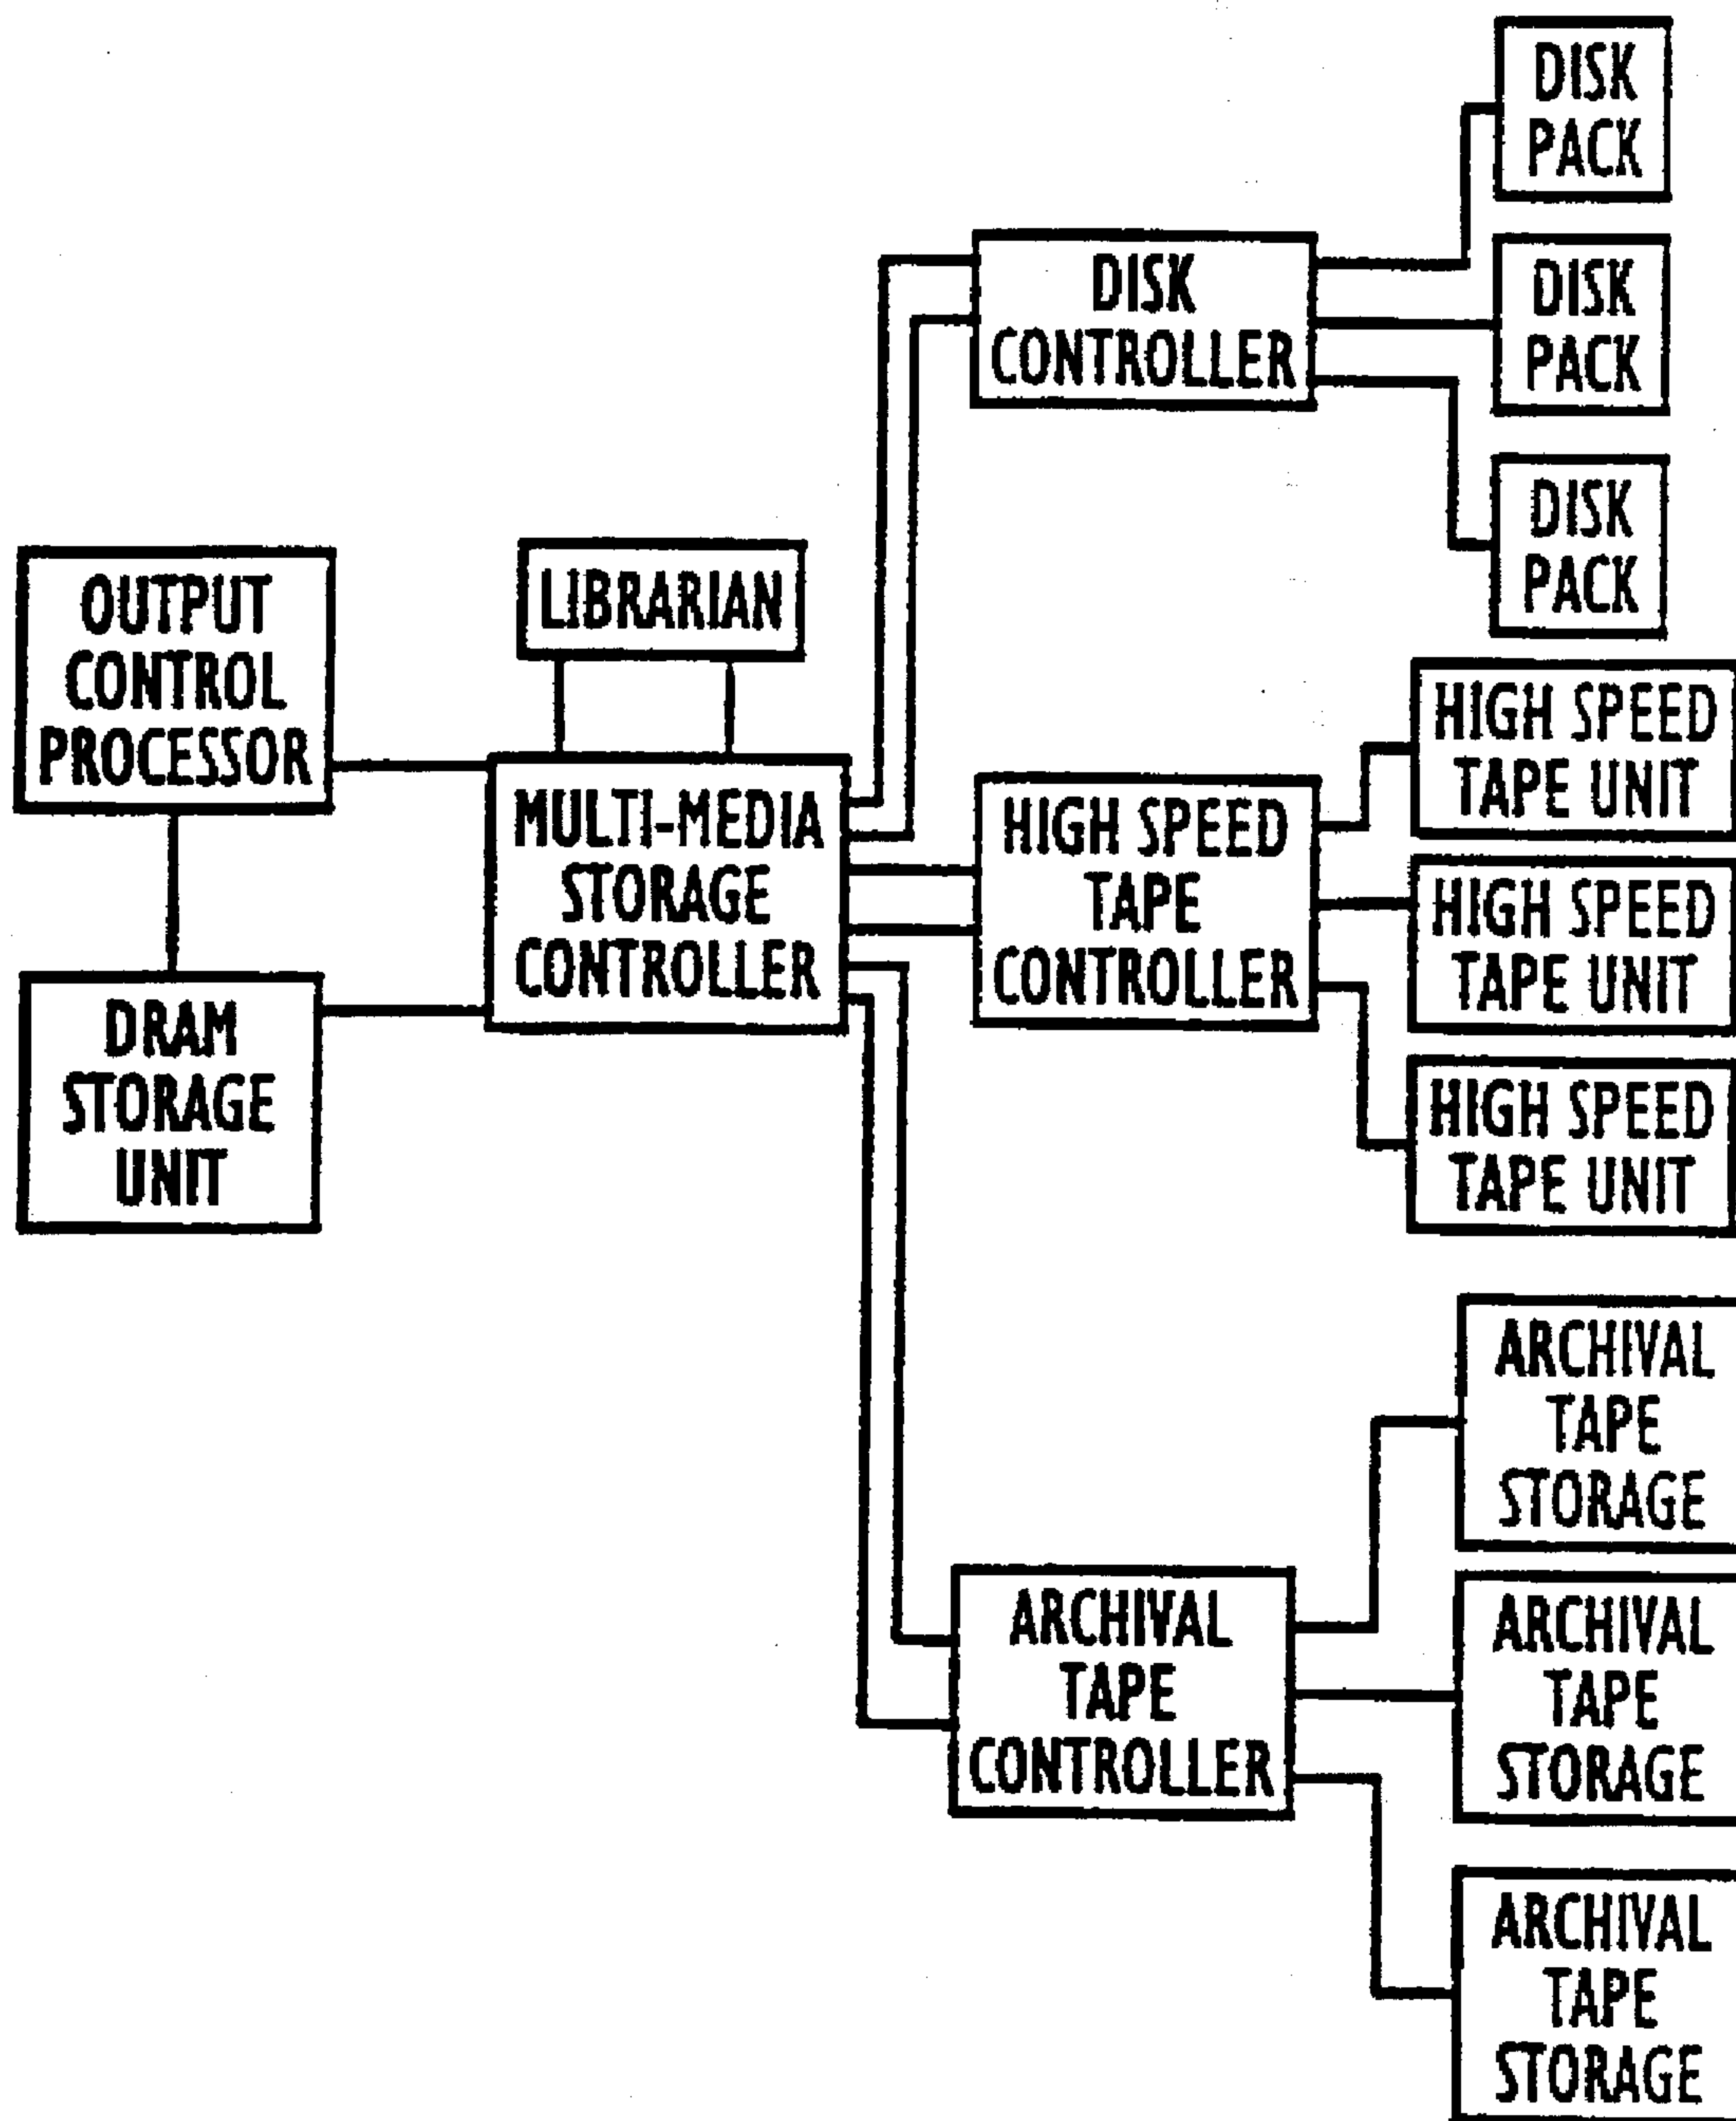 DISK
PACK
DISK
CONTROLLER
DISK
PACK
DISK
PACK
OUTPUT
CONTROL
PROCESSOR
LIBRARIAN
HIGH SPEED
TAPE UNIT
MULTI-MEDIA
STORAGE
CONTROLLER
HIGH SPEED
TAPE
CONTROLLER
HIGH SPEED
TAPE UNIT
DRAM
STORAGE
UNIT
HIGH SPEED
TAPE UNIT
ARCHIVAL
TAPE
STORAGE
ARCHIVAL
TAPE
CONTROLLER
ARCHIVAL
TAPE
STORAGE
ARCHIVAL
TAPE
STORAGE